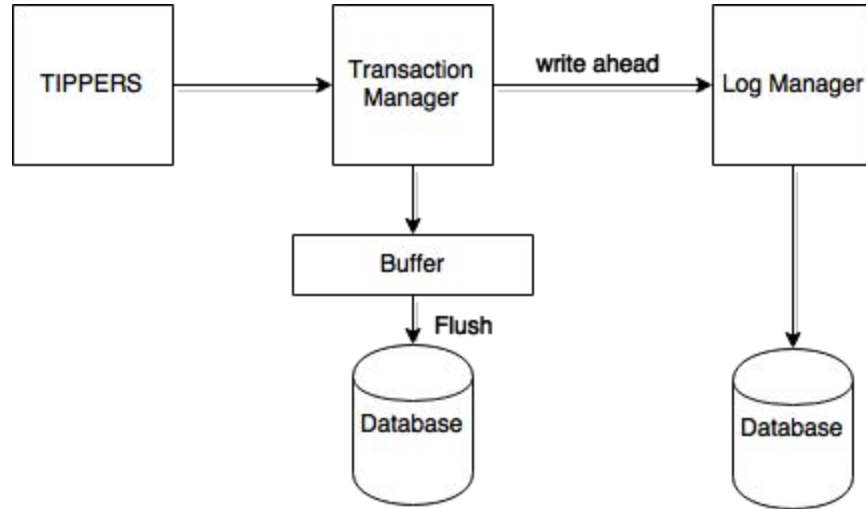 TIPPERS
Transaction
Manager
write ahead
Log Manager
Buffer
Flush
Database
Database